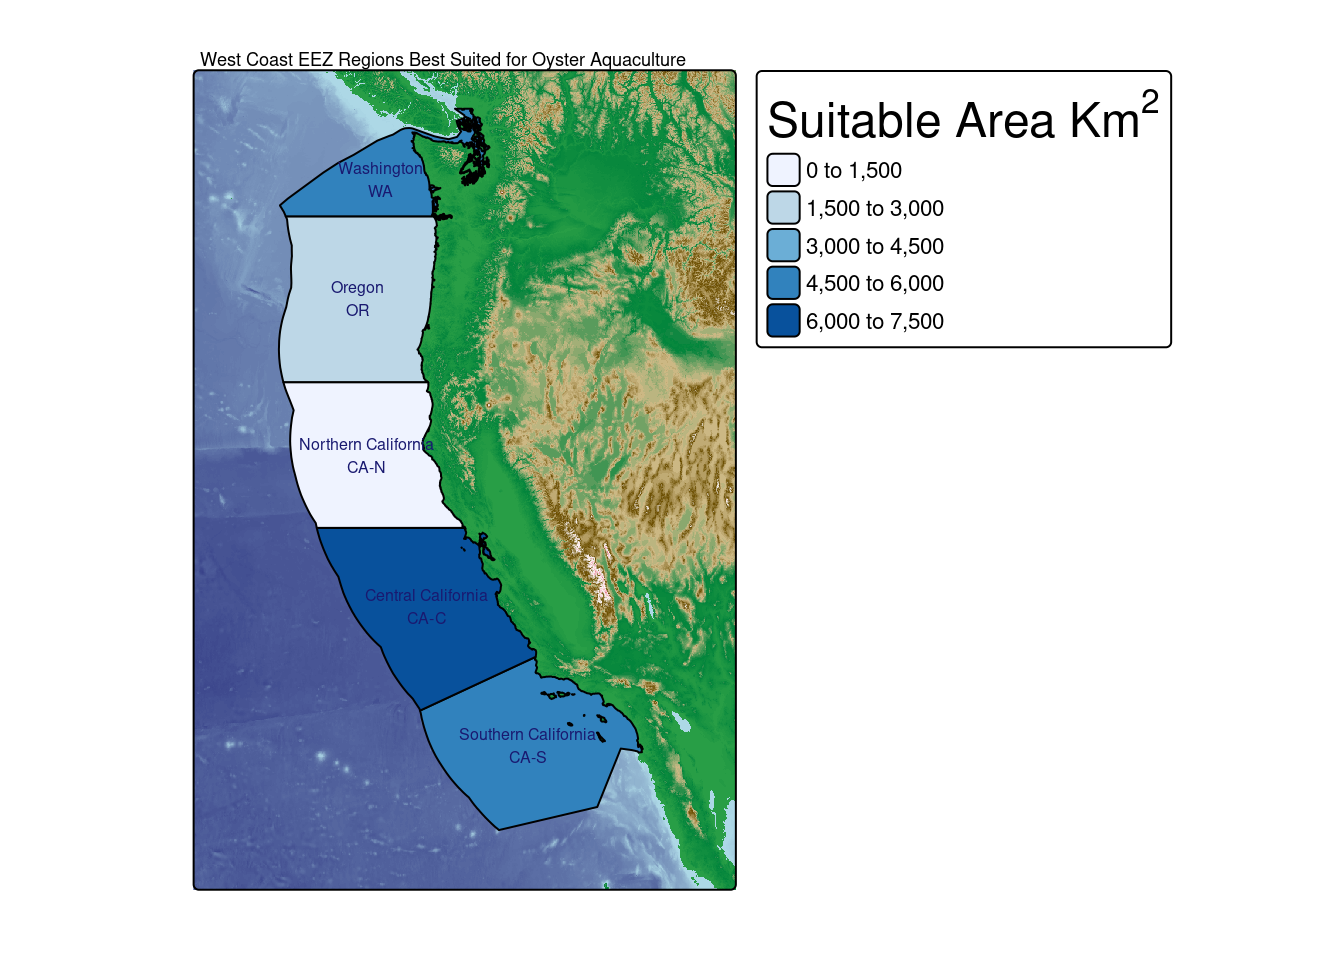 West Coast EEZ Regions Best Suited for Oyster Aquaculture
Suitable Area Km²
0 to 1,500
1,500 to 3,000
3,000 to 4,500
4,500 to 6,000
6,000 to 7,500
Washington
WA
Oregon
OR
Northern California
CA-N
Central California
CA-C
Southern California
CA-S